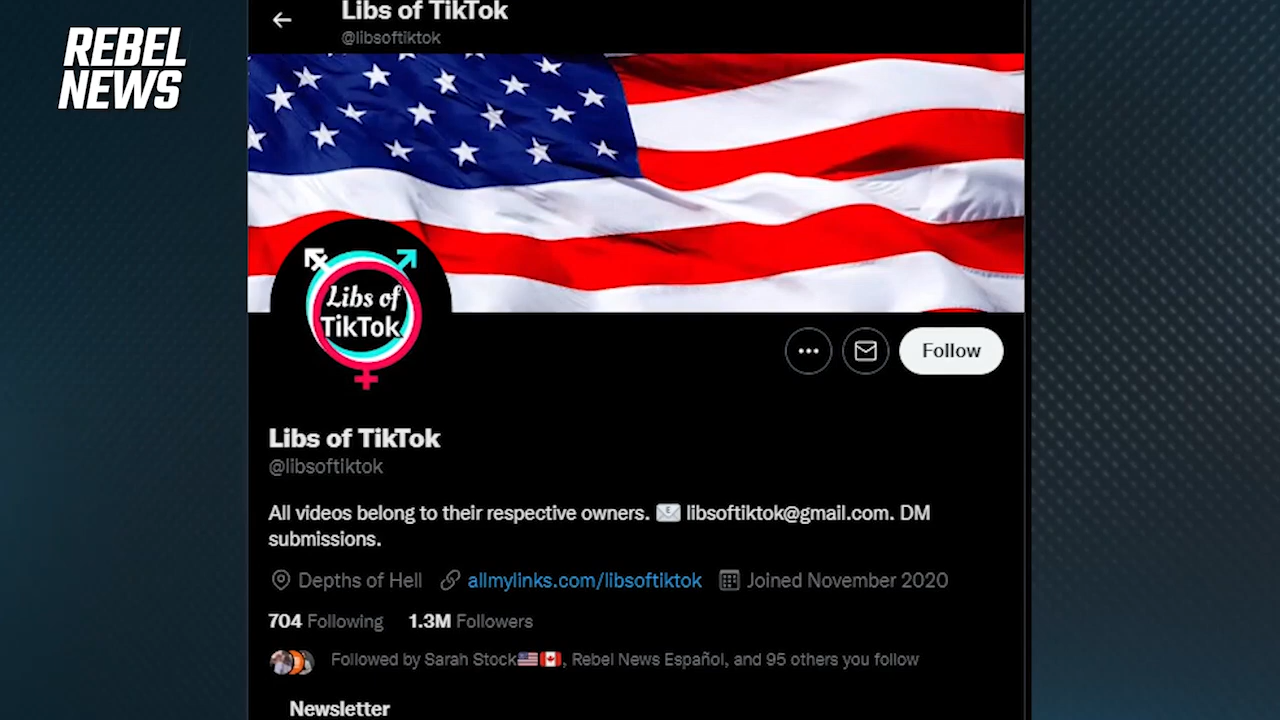 REBEL
NEWS
Libs of TikTok
@libsoftiktok
Libs of
TikTok
Follow
Libs of TikTok
@libsoftiktok
All videos belong to their respective owners. libsoftiktok@gmail.com. DM
submissions.
Depths of Hell allmylinks.com/libsoftiktok Joined November 2020
704 Following 1.3M Followers
Followed by Sarah Stock🇺🇸🇨🇦, Rebel News Español, and 95 others you follow
Newsletter